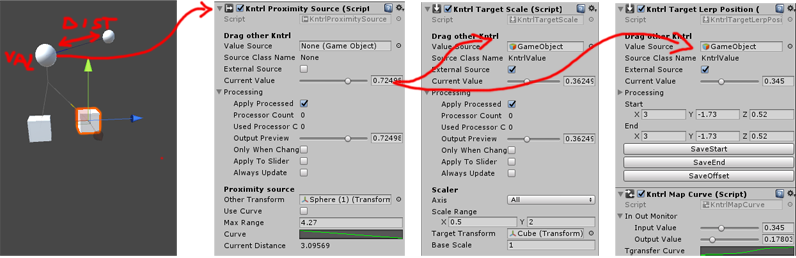 DIST
VAL
Kntrl Proximity Source (Script
Script
KntrlProximitySource
Drag other Kntrl
Value Source
None (Game Object)
Source Class Name None
External Source
Current Value
0.72498
Processing
Apply Processed
Processor Count 0
Used Processor C 0
Output Preview
0.72498
Only When Chang
Apply To Slider
Always Update
Proximity source
Other Transform
Sphere (1) (Transform
Use Curve
Max Range
4.27
Curve
Current Distance 3.09569
Kntrl Target Scale (Script)
Script
KntrlTargetScale
Drag other Kntrl
Value Source
GameObject
Source Class Name KntrlValue
External Source
Current Value
0.36249
Processing
Apply Processed
Processor Count 0
Used Processor C 0
Output Preview
0.36249
Only When Chang
Apply To Slider
Always Update
Scaler
Axis
All
Scale Range
X 0.5 Y 2
Target Transform
Cube (Transform)
Base Scale
1
Kntrl Target Lerp Position (
Script
KntrlTargetLerpPosi
Drag other Kntrl
Value Source
GameObject
Source Class Name KntrlValue
External Source
Current Value
0.345
Processing
Start
X 3 Y -1.73 Z 0.52
End
X 3 Y -1.73 Z 0.52
SaveStart
SaveEnd
SaveOffset
Kntrl Map Curve (Script)
Script
KntrlMapCurve
In Out Monitor
Input Value
0.345
Output Value
0.17803
Tgransfer Curve